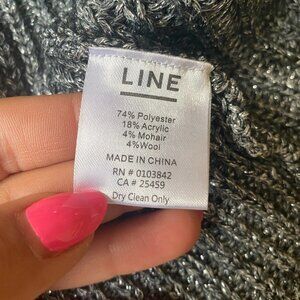 LINE
74% Polyester
18% Acrylic
4% Mohair
4%Wool
MADE IN CHINA
RN # 0103842
CA # 25459
Dry Clean Only